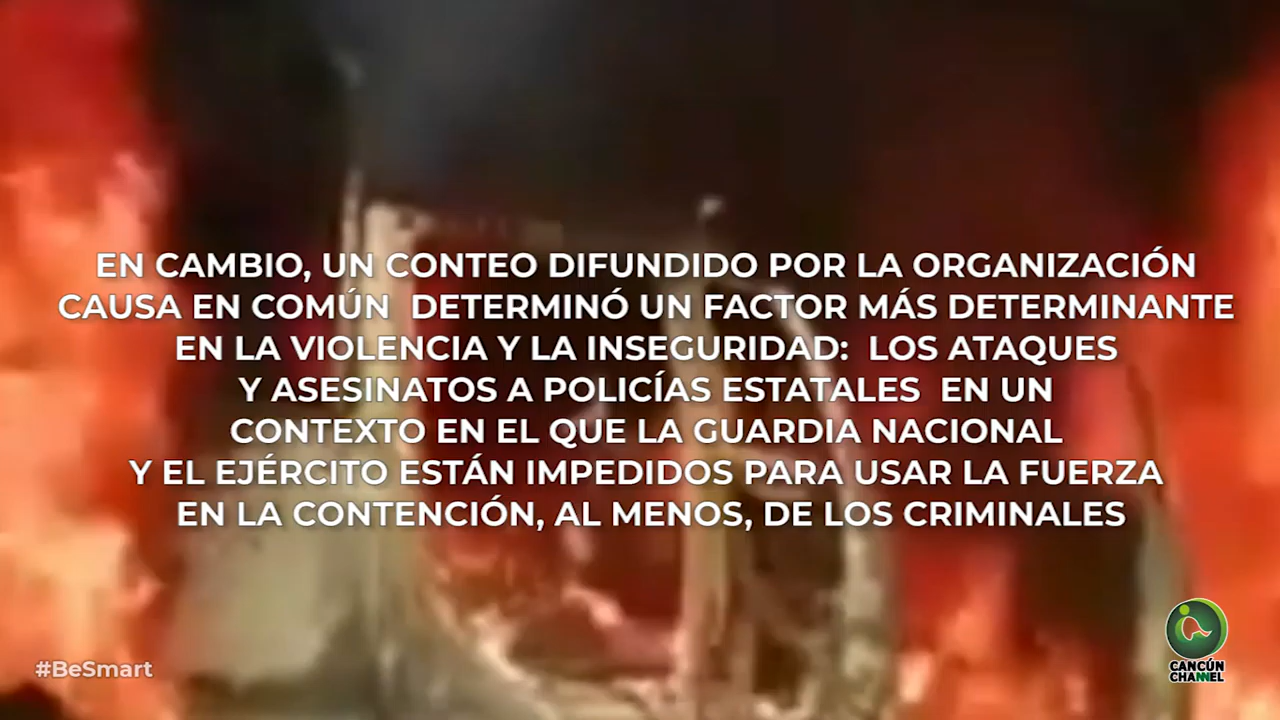 EN CAMBIO, UN CONTEO DIFUNDIDO POR LA ORGANIZACIÓN
CAUSA EN COMÚN DETERMINÓ UN FACTOR MÁS DETERMINANTE
EN LA VIOLENCIA Y LA INSEGURIDAD: LOS ATAQUES
Y ASESINATOS A POLICÍAS ESTATALES EN UN
CONTEXTO EN EL QUE LA GUARDIA NACIONAL
Y EL EJÉRCITO ESTÁN IMPEDIDOS PARA USAR LA FUERZA
EN LA CONTENCIÓN, AL MENOS, DE LOS CRIMINALES
#BeSmart
CANCÚN
CHANNEL